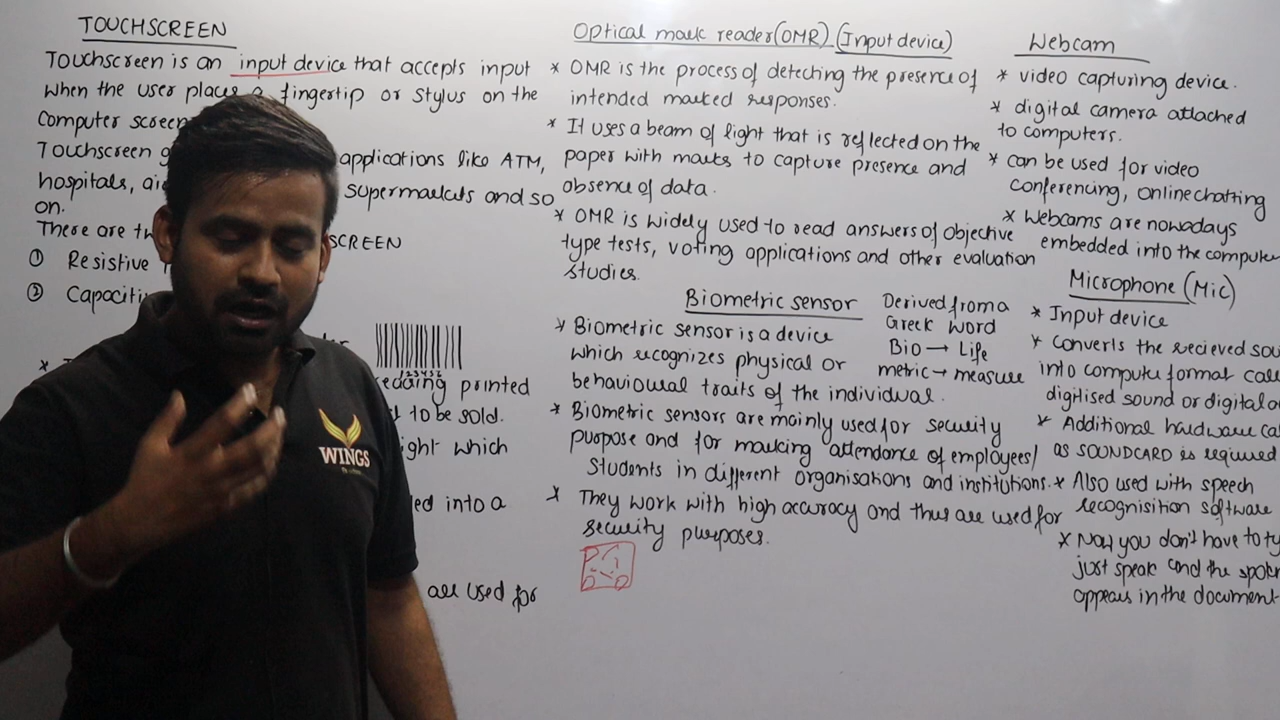 TOUCHSCREEN
Touchscreen is an input device that accepts input
when the user places a fingertip or stylus on the
computer screen
Touchscreen applications like ATM,
hospitals, supermarkets and so
on.
There are SCREEN
① Resistive
② Capaciti
123456
reading printed
to be sold.
ight which
ed into a
are used for
Optical mark reader(OMR) (Input device)
* OMR is the process of detecting the presence of
intended marked responses.
* It uses a beam of light that is reflected on the
paper with marks to capture presence and
absence of data.
* OMR is widely used to read answers of objective
type tests, voting applications and other evaluation
studies.
Biometric sensor
Derived from a
Greek word
Bio → Life
metric → measure
* Biometric sensor is a device
which recognizes physical or
behavioural traits of the individual.
* Biometric sensors are mainly used for security
purpose and for marking attendance of employees/
Students in different organisations and institutions.
* They work with high accuracy and thus are used for
security purposes.
Webcam
* video capturing device.
* digital camera attached
to computers.
* can be used for video
conferencing, online chatting
* Webcams are nowadays
embedded into the compute
Microphone (Mic)
* Input device
* Converts the recieved sou
into computer format cal
digitised sound or digital a
* Additional hardware ca
as SOUNDCARD is required
* Also used with speech
recognisition software
* Now you don't have to ty
just speak and the spok
appears in the document
WINGS